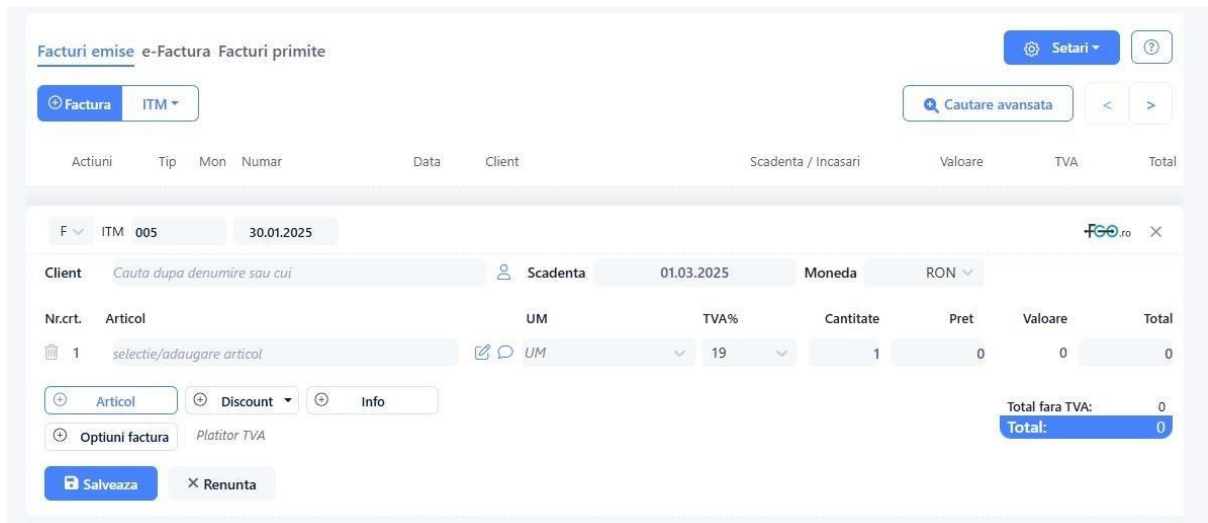 Facturi emise e-Factura Facturi primite Setari
Factura ITM Cautare avansata < >
Actiuni Tip Mon Numar Data Client Scadenta / Incasari Valoare TVA Total
F ITM 005 30.01.2025 FGO.ro
Client Cauta dupa denumire sau cui Scadenta 01.03.2025 Moneda RON
Nr.crt. Articol UM TVA% Cantitate Pret Valoare Total
1 selectie/adaugare articol UM 19 1 0 0 0
Articol Discount Info Total fara TVA: 0
Optiuni factura Platitor TVA Total: 0
Salveaza Renunta